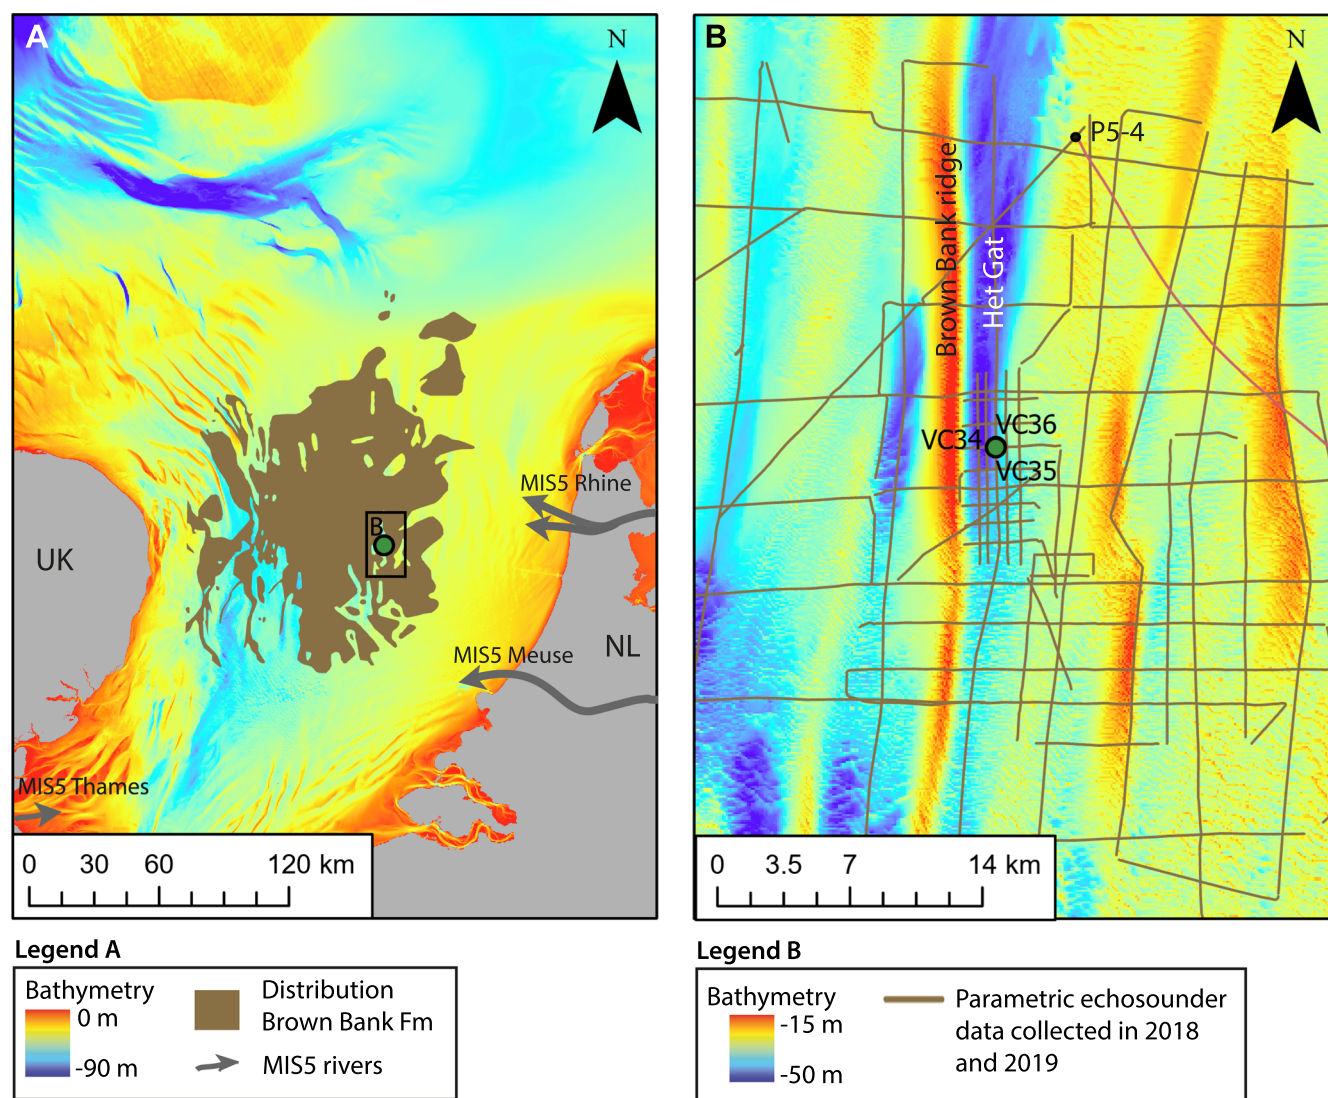 A
N
UK
B
MIS5 Rhine
MIS5 Meuse
NL
MIS5 Thames
0 30 60 120 km
B
N
P5-4
Brown Bank ridge
Het Gat
VC36
VC34
VC35
0 3.5 7 14 km
Legend A
Bathymetry
0 m
-90 m
Distribution
Brown Bank Fm
MIS5 rivers
Legend B
Bathymetry
-15 m
-50 m
Parametric echosounder
data collected in 2018
and 2019